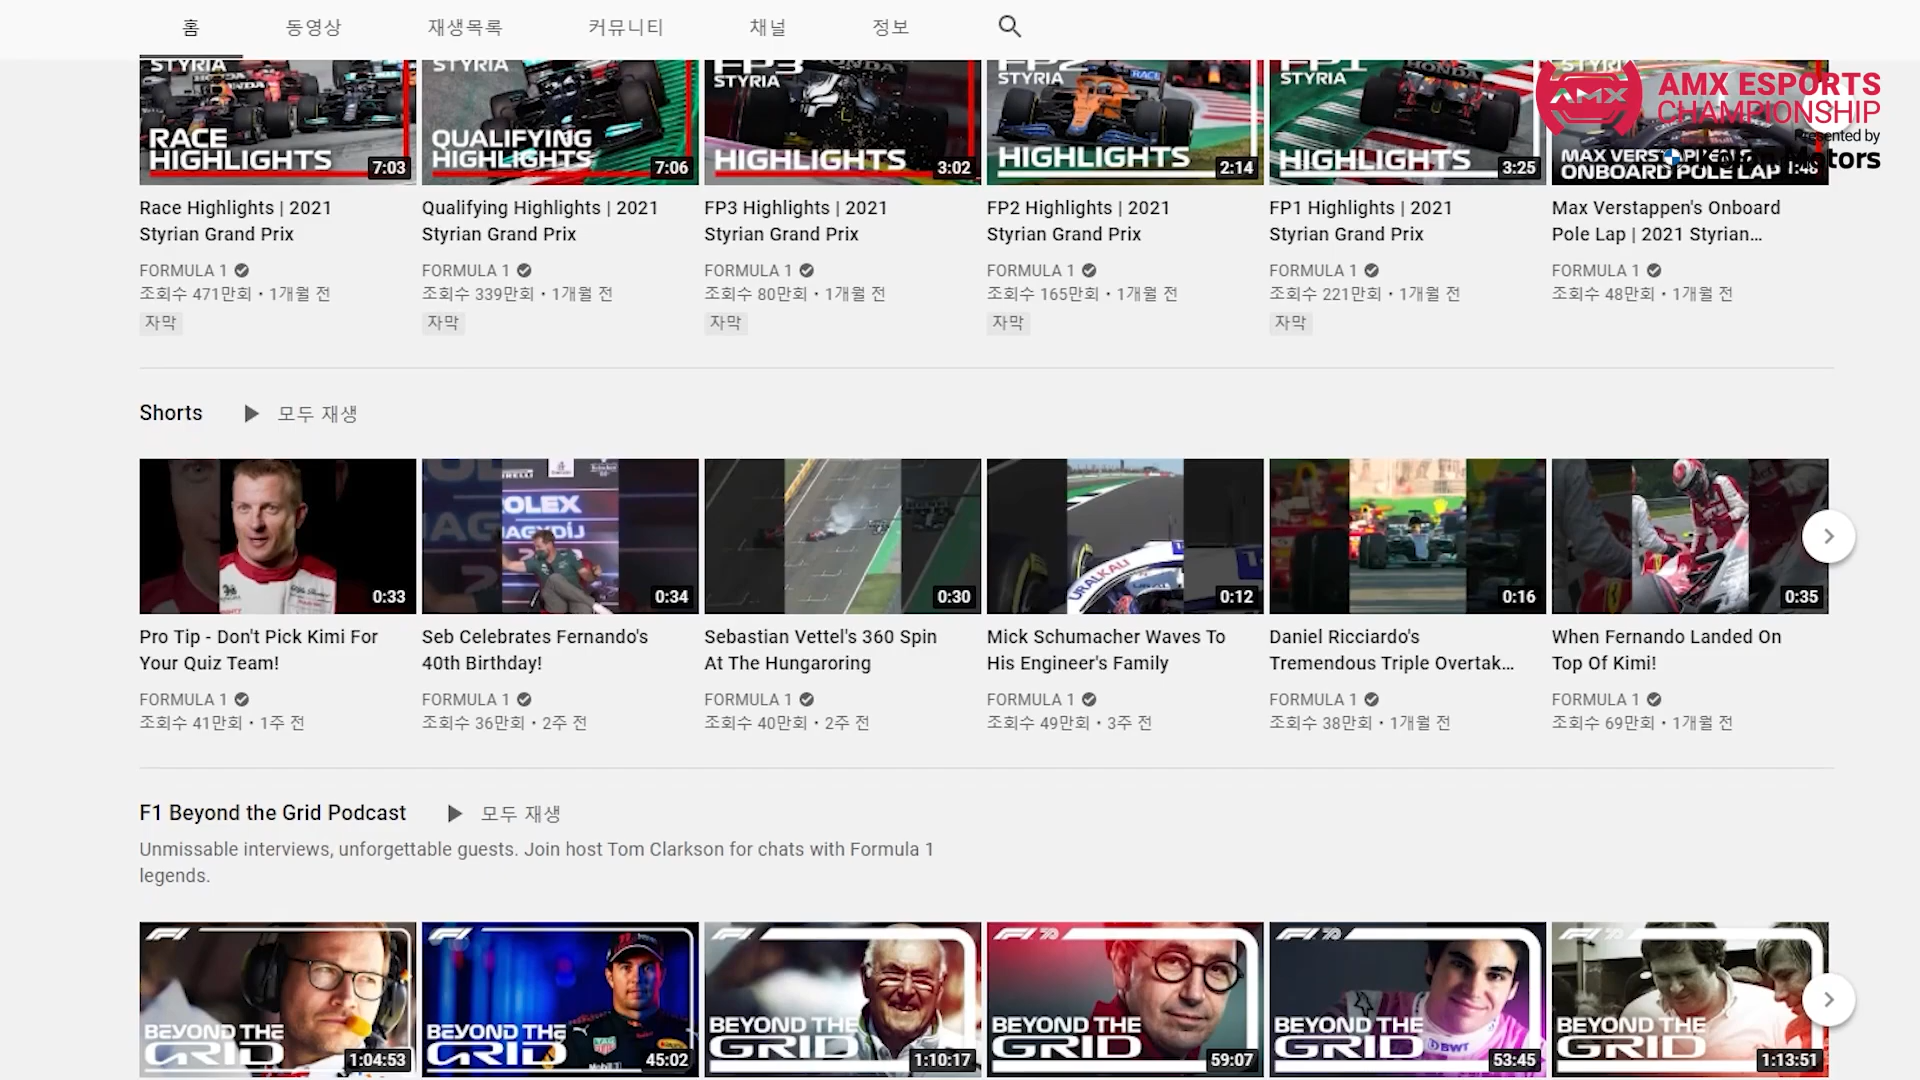 홈 동영상 재생목록 커뮤니티 채널 정보
STYRIA STYRIA FP3 STYRIA FP2 STYRIA FP1 STYRIA STYRIA
AMX AMX ESPORTS
CHAMPIONSHIP
Presented by
Kolon Motors
RACE
HIGHLIGHTS
7:03
QUALIFYING
HIGHLIGHTS
7:06
HIGHLIGHTS
3:02
HIGHLIGHTS
2:14
HIGHLIGHTS
3:25
MAX VERSTAPPEN'S
ONBOARD POLE LAP
1:48
Race Highlights | 2021
Styrian Grand Prix
FORMULA 1
조회수 471만회 • 1개월 전
자막
Qualifying Highlights | 2021
Styrian Grand Prix
FORMULA 1
조회수 339만회 • 1개월 전
자막
FP3 Highlights | 2021
Styrian Grand Prix
FORMULA 1
조회수 80만회 • 1개월 전
자막
FP2 Highlights | 2021
Styrian Grand Prix
FORMULA 1
조회수 165만회 • 1개월 전
자막
FP1 Highlights | 2021
Styrian Grand Prix
FORMULA 1
조회수 221만회 • 1개월 전
자막
Max Verstappen's Onboard
Pole Lap | 2021 Styrian...
FORMULA 1
조회수 48만회 • 1개월 전
Shorts 모두 재생
0:33
ROLEX
NAGYDÍJ
0:34
0:30
URALKALI
0:12
0:16
0:35
Pro Tip - Don't Pick Kimi For
Your Quiz Team!
FORMULA 1
조회수 41만회 • 1주 전
Seb Celebrates Fernando's
40th Birthday!
FORMULA 1
조회수 36만회 • 2주 전
Sebastian Vettel's 360 Spin
At The Hungaroring
FORMULA 1
조회수 40만회 • 2주 전
Mick Schumacher Waves To
His Engineer's Family
FORMULA 1
조회수 49만회 • 3주 전
Daniel Ricciardo's
Tremendous Triple Overtak...
FORMULA 1
조회수 38만회 • 1개월 전
When Fernando Landed On
Top Of Kimi!
FORMULA 1
조회수 69만회 • 1개월 전
F1 Beyond the Grid Podcast 모두 재생
Unmissable interviews, unforgettable guests. Join host Tom Clarkson for chats with Formula 1
legends.
BEYOND THE
GRID
1:04:53
BEYOND THE
GRID
45:02
BEYOND THE
GRID
1:10:17
BEYOND THE
GRID
59:07
BEYOND THE
GRID
BWT
53:45
BEYOND THE
GRID
1:13:51